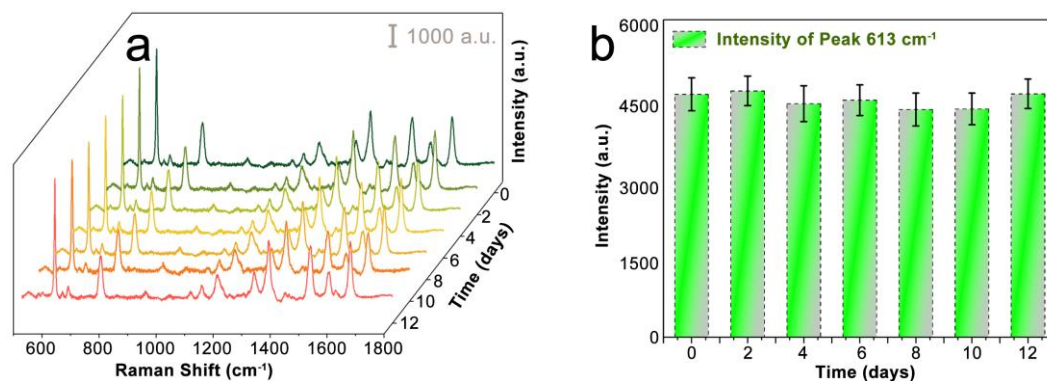 a
1000 a.u.
Intensity (a.u.)
0
2
4
6
8
10
12
Time (days)
600 800 1000 1200 1400 1600 1800
Raman Shift (cm⁻¹)
b
Intensity of Peak 613 cm⁻¹
6000
4500
3000
1500
0
Intensity (a.u.)
0 2 4 6 8 10 12
Time (days)